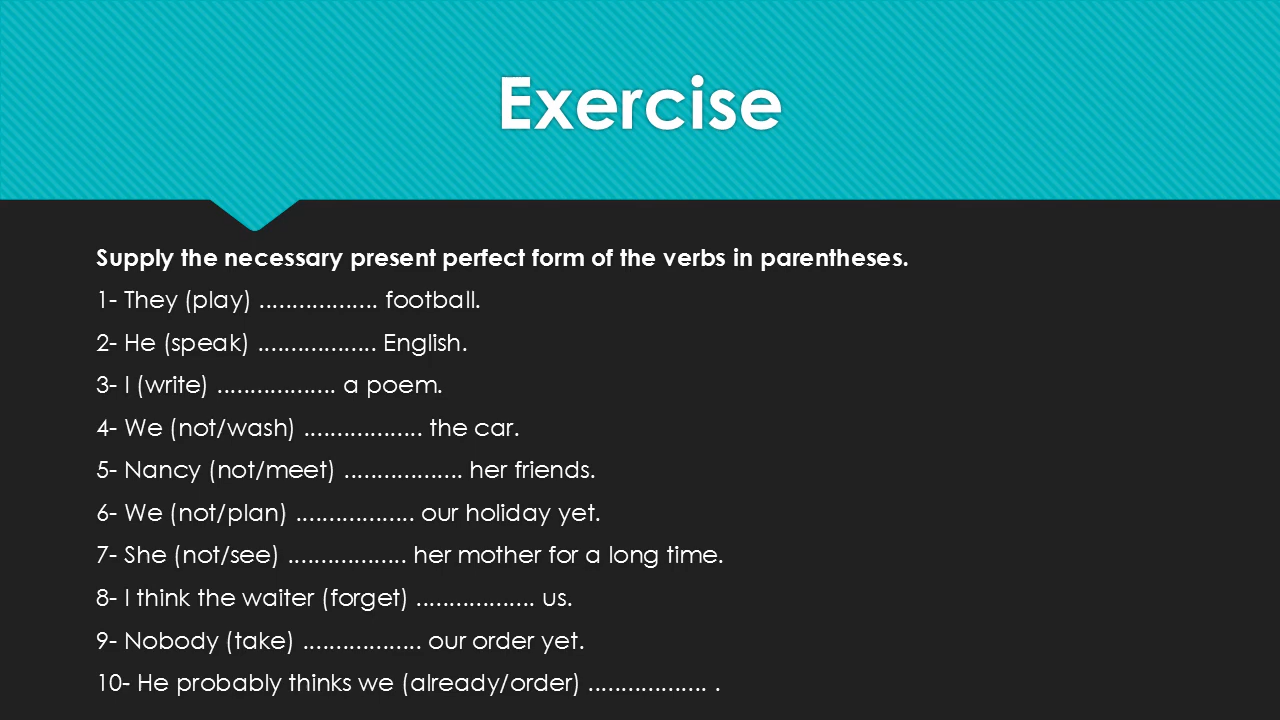 Exercise
Supply the necessary present perfect form of the verbs in parentheses.
1- They (play) .................. football.
2- He (speak) .................. English.
3- I (write) .................. a poem.
4- We (not/wash) .................. the car.
5- Nancy (not/meet) .................. her friends.
6- We (not/plan) .................. our holiday yet.
7- She (not/see) .................. her mother for a long time.
8- I think the waiter (forget) .................. us.
9- Nobody (take) .................. our order yet.
10- He probably thinks we (already/order) .................. .